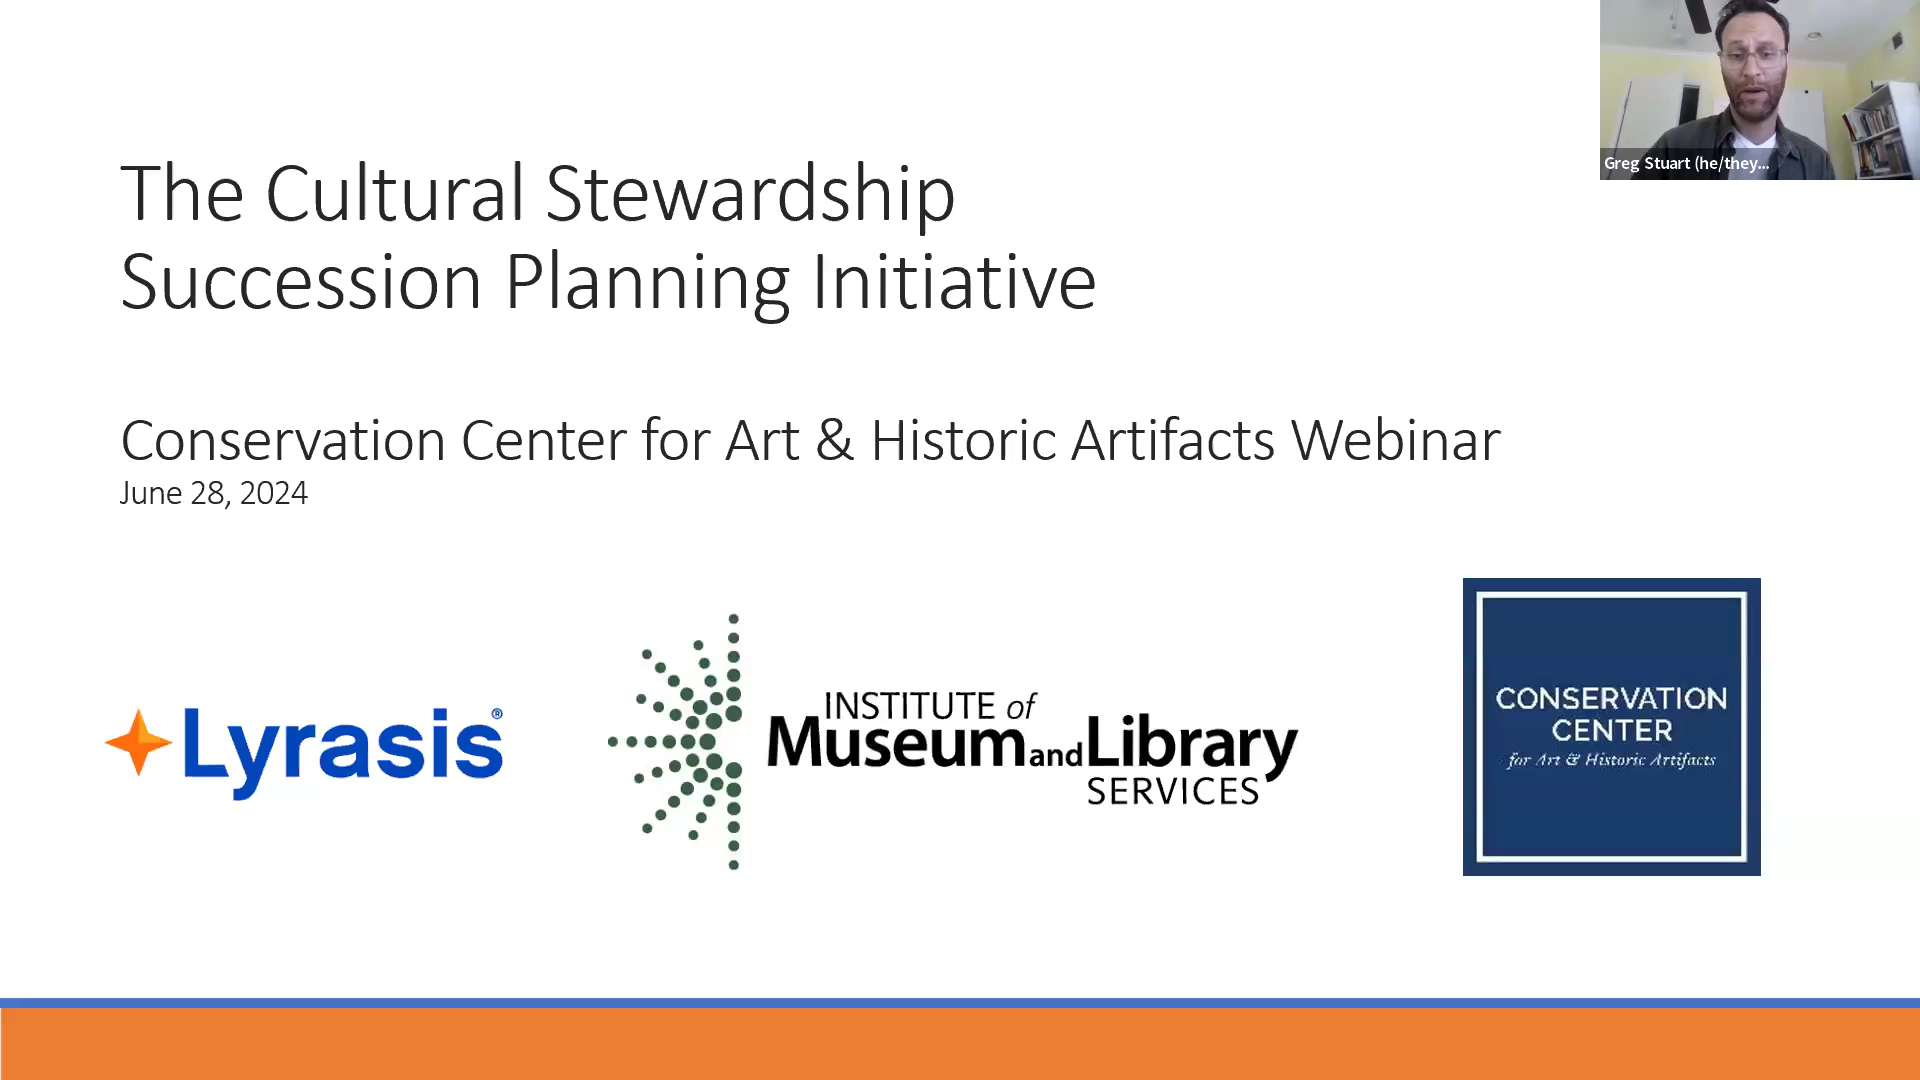 Greg Stuart (he/they...
The Cultural Stewardship
Succession Planning Initiative
Conservation Center for Art & Historic Artifacts Webinar
June 28, 2024
Lyrasis®
INSTITUTE of
Museum and Library
SERVICES
CONSERVATION
CENTER
for Art & Historic Artifacts